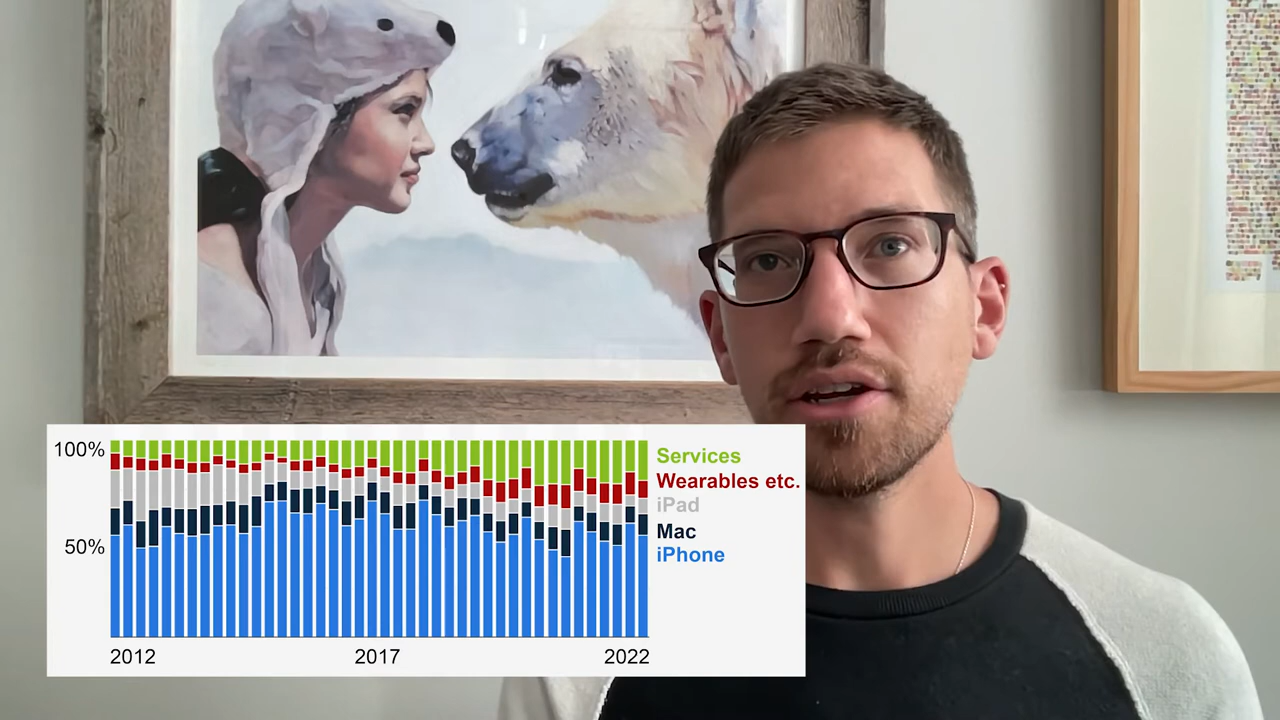 100%
50%
Services
Wearables etc.
iPad
Mac
iPhone
2012 2017 2022